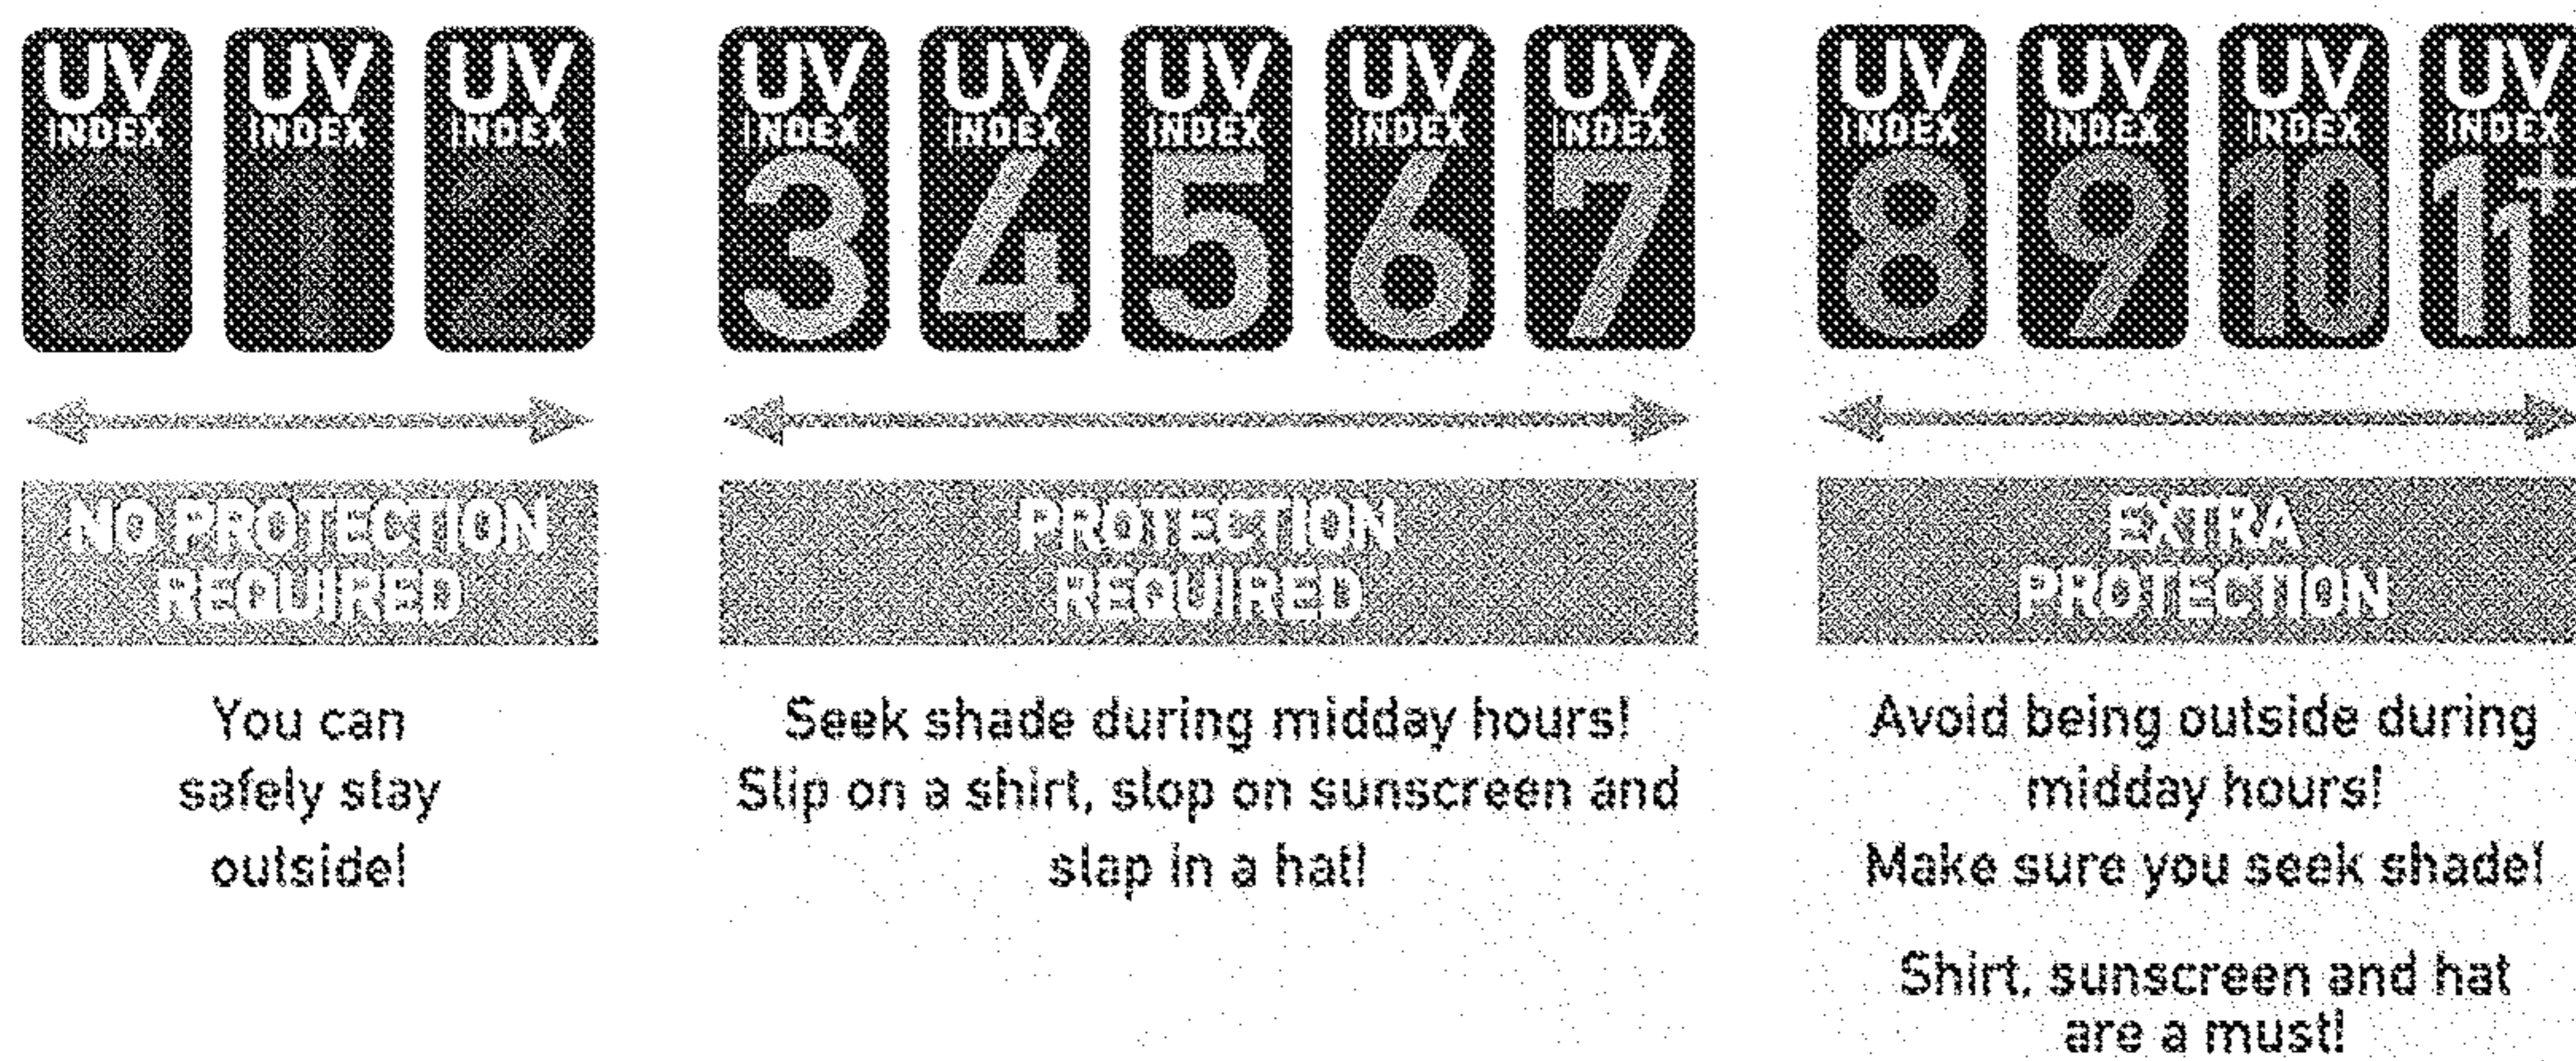 UV UV UV UV UV UV UV UV UV UV UV UV
INDEX INDEX INDEX INDEX INDEX INDEX INDEX INDEX INDEX INDEX INDEX INDEX
0 1 2 3 4 5 6 7 8 9 10 11+
NO PROTECTION
REQUIRED
You can
safely stay
outside!
PROTECTION
REQUIRED
Seek shade during midday hours!
Slip on a shirt, slop on sunscreen and
slap in a hat!
EXTRA
PROTECTION
Avoid being outside during
midday hours!
Make sure you seek shade!
Shirt, sunscreen and hat
are a must!